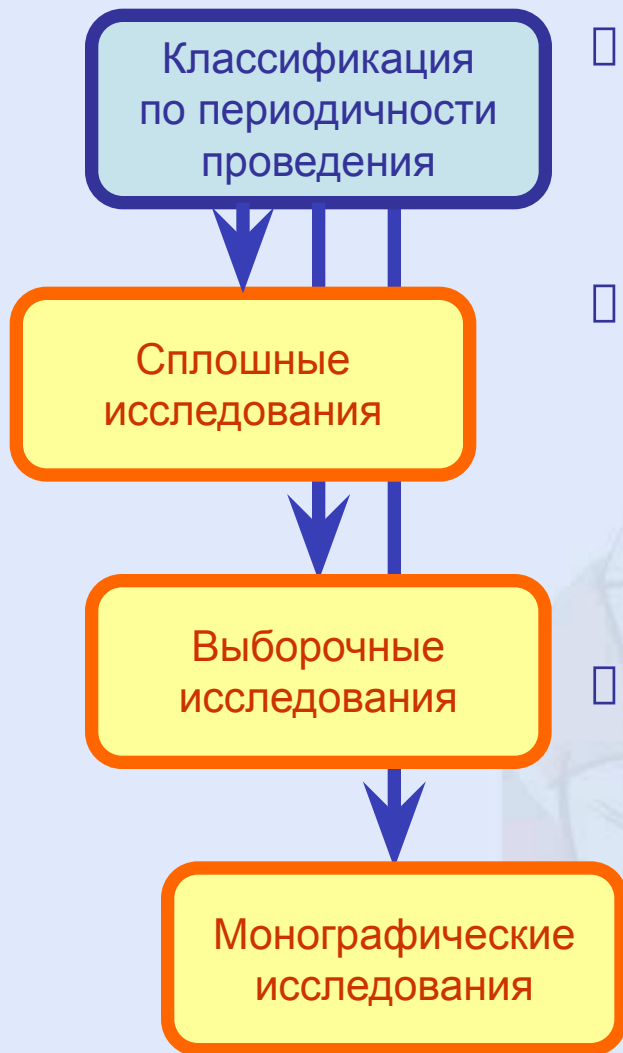 Классификация
по периодичности
проведения
Сплошные
исследования
Выборочные
исследования
Монографические
исследования